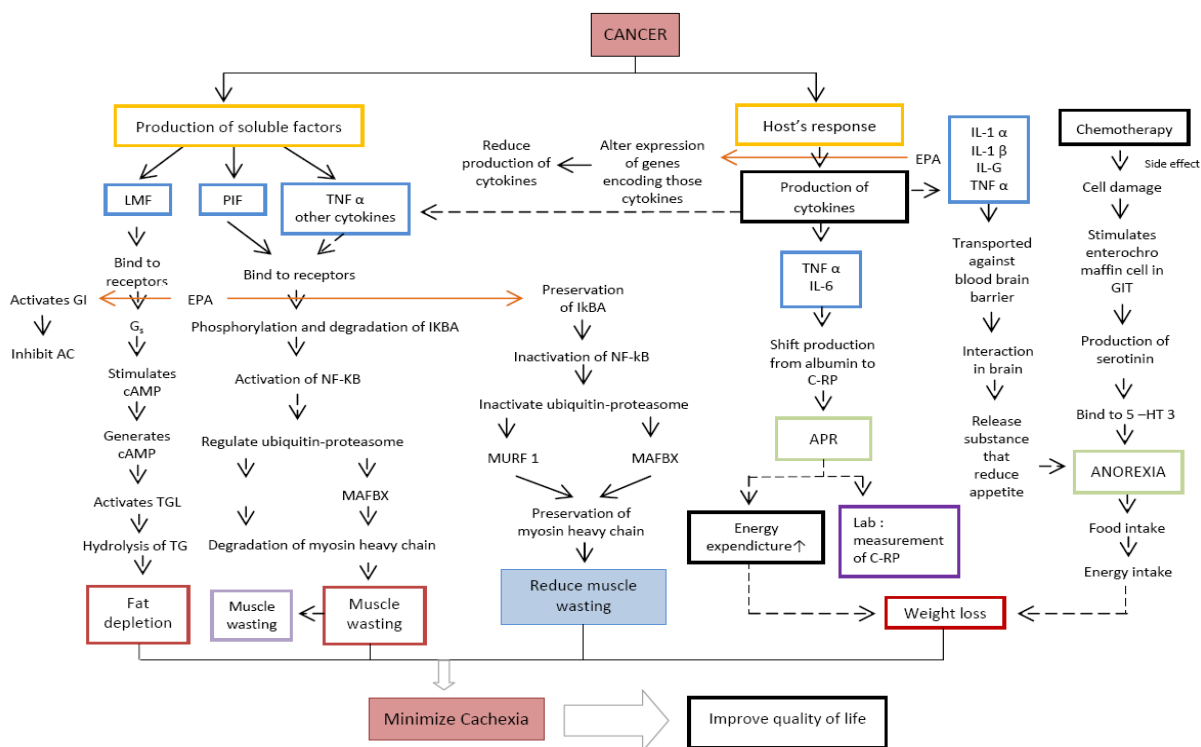 CANCER
Production of soluble factors
Host's response
Chemotherapy
Side effect
Reduce
production of
cytokines
Alter expression
of genes
encoding those
cytokines
EPA
IL-1 α
IL-1 β
IL-G
TNF α
LMF
PIF
TNF α
other cytokines
Production of
cytokines
Cell damage
Bind to
receptors
Bind to receptors
TNF α
IL-6
Transported
against
blood brain
barrier
Stimulates
enterochro
maffin cell in
GIT
Activates GI
EPA
Preservation
of IkBA
Inhibit AC
Gs
Phosphorylation and degradation of IKBA
Inactivation of NF-kB
Shift production
from albumin to
C-RP
Interaction
in brain
Production of
serotinin
Stimulates
cAMP
Activation of NF-KB
Inactivate ubiquitin-proteasome
Bind to 5 –HT 3
Generates
cAMP
Regulate ubiquitin-proteasome
MURF 1
MAFBX
APR
Release
substance
that reduce
appetite
ANOREXIA
Activates TGL
MAFBX
Preservation of
myosin heavy chain
Energy
expendicture↑
Lab :
measurement
of C-RP
Food intake
Hydrolysis of TG
Degradation of myosin heavy chain
Energy intake
Fat
depletion
Muscle
wasting
Muscle
wasting
Reduce muscle
wasting
Weight loss
Minimize Cachexia
Improve quality of life